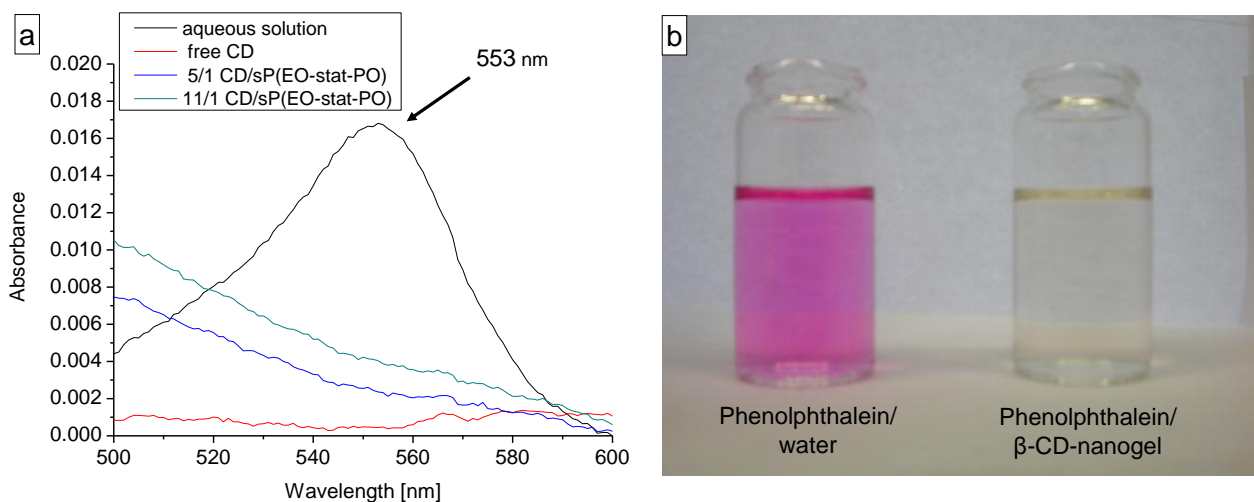 a
aqueous solution
free CD
5/1 CD/sP(EO-stat-PO)
11/1 CD/sP(EO-stat-PO)
553 nm
0.020
0.018
0.016
0.014
0.012
0.010
0.008
0.006
0.004
0.002
0.000
Absorbance
500
520
540
560
580
600
Wavelength [nm]
b
Phenolphthalein/
water
Phenolphthalein/
β-CD-nanogel